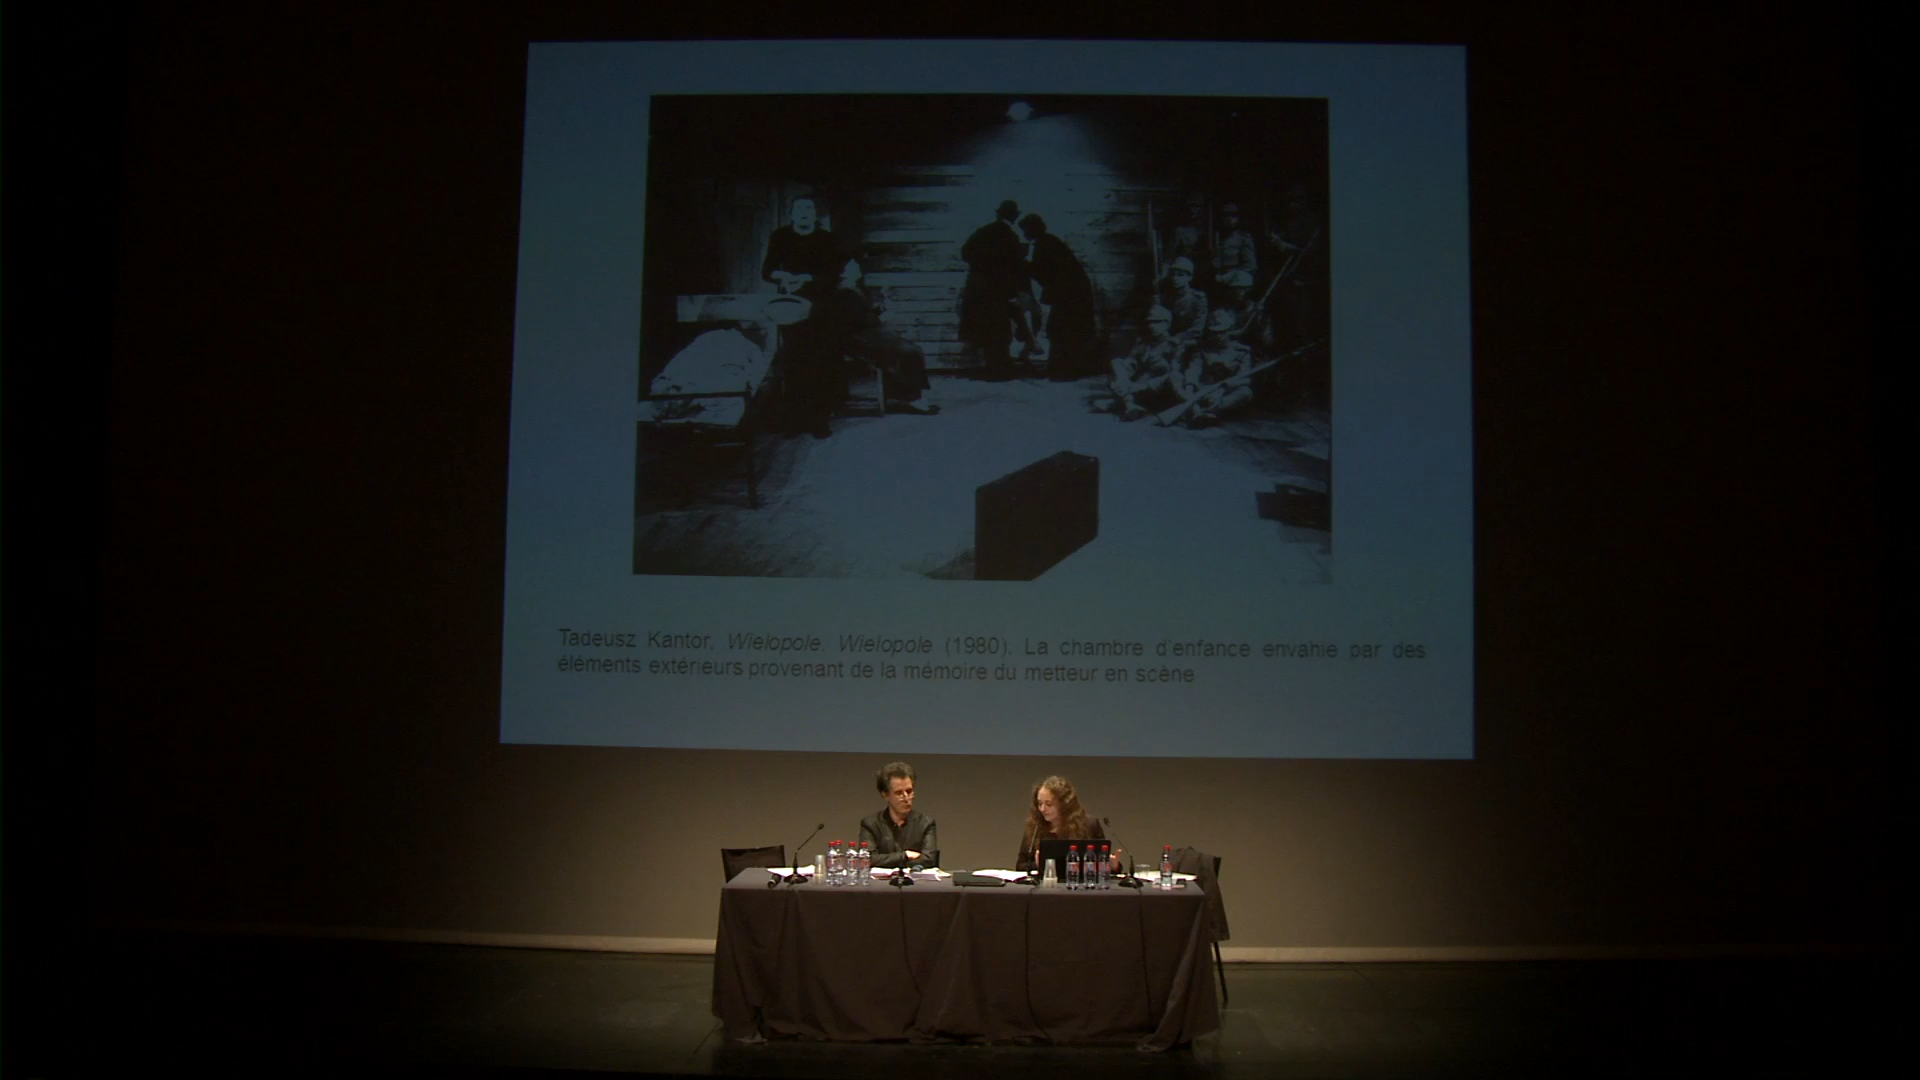 Tadeusz Kantor, Wielopole, Wielopole (1980). La chambre d'enfance envahie par des
éléments extérieurs provenant de la mémoire du metteur en scène